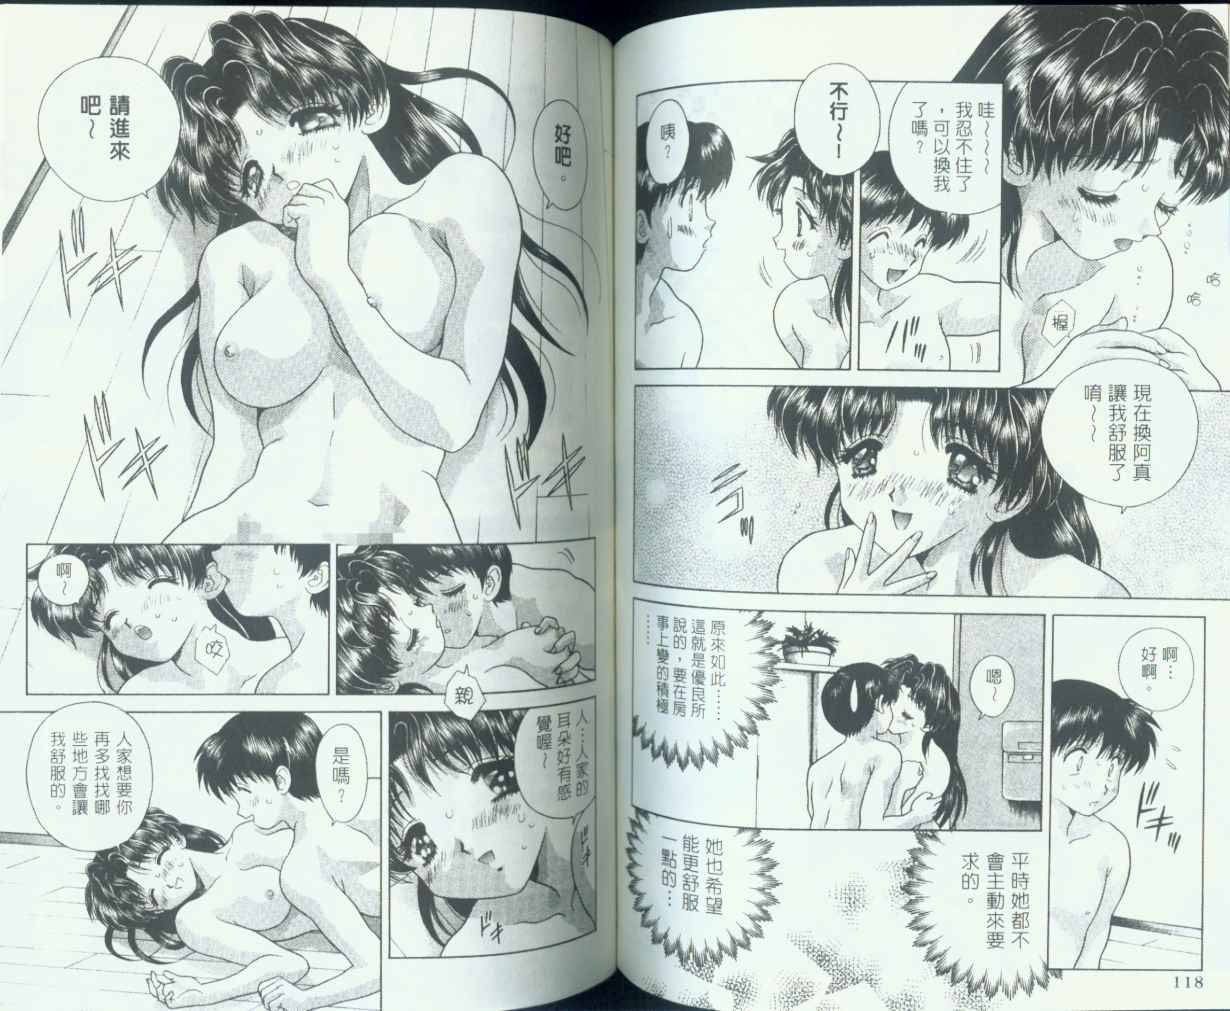 哇～～～
我忍不住了
，可以換我
了嗎？
不行～！
咦？
握
哈
哈
現在換阿真
讓我舒服了
唷～～
啊…
好啊。
ドキ
嗯～
原來如此……
這就是優良所
說的，要在房
事上變的積極
……
平時她都不
會主動來要
求的。
她也希望
能更舒服
一點的…
118
好吧。
請進來
吧～
ドキ
ドキ
ドキ
親
啊～
咬
人…人家的
耳朵好有感
覺喔～
ドキ
是嗎？
人家想要你
再多找找哪
些地方會讓
我舒服的。